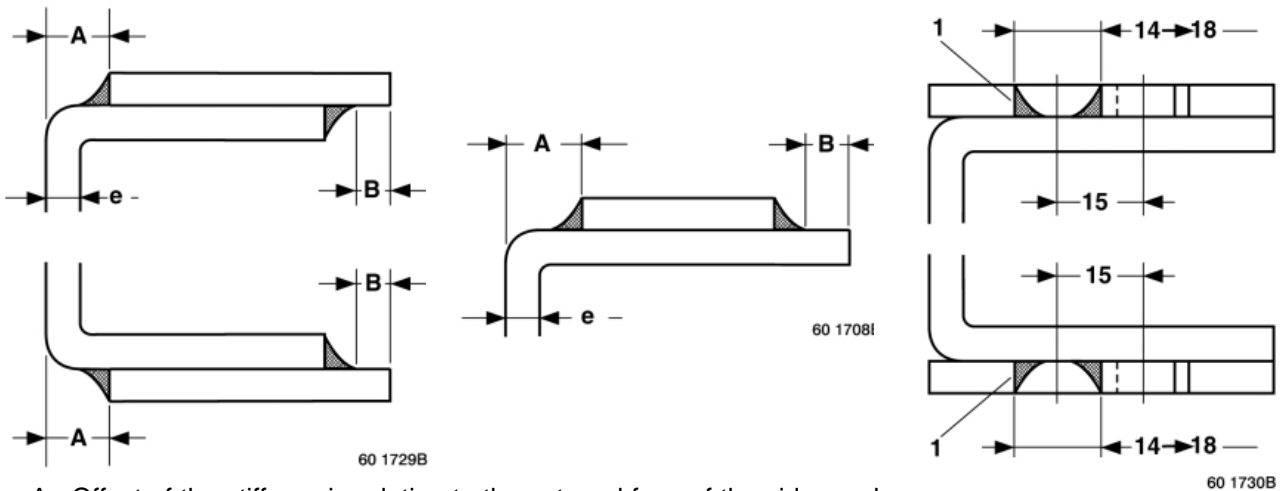 A
1
14 18
A
B
e
B
15
B
15
e
60 1708B
A
1
14 18
60 1729B
60 1730B
A Offset of the stiffener in relation to the external face of the side member